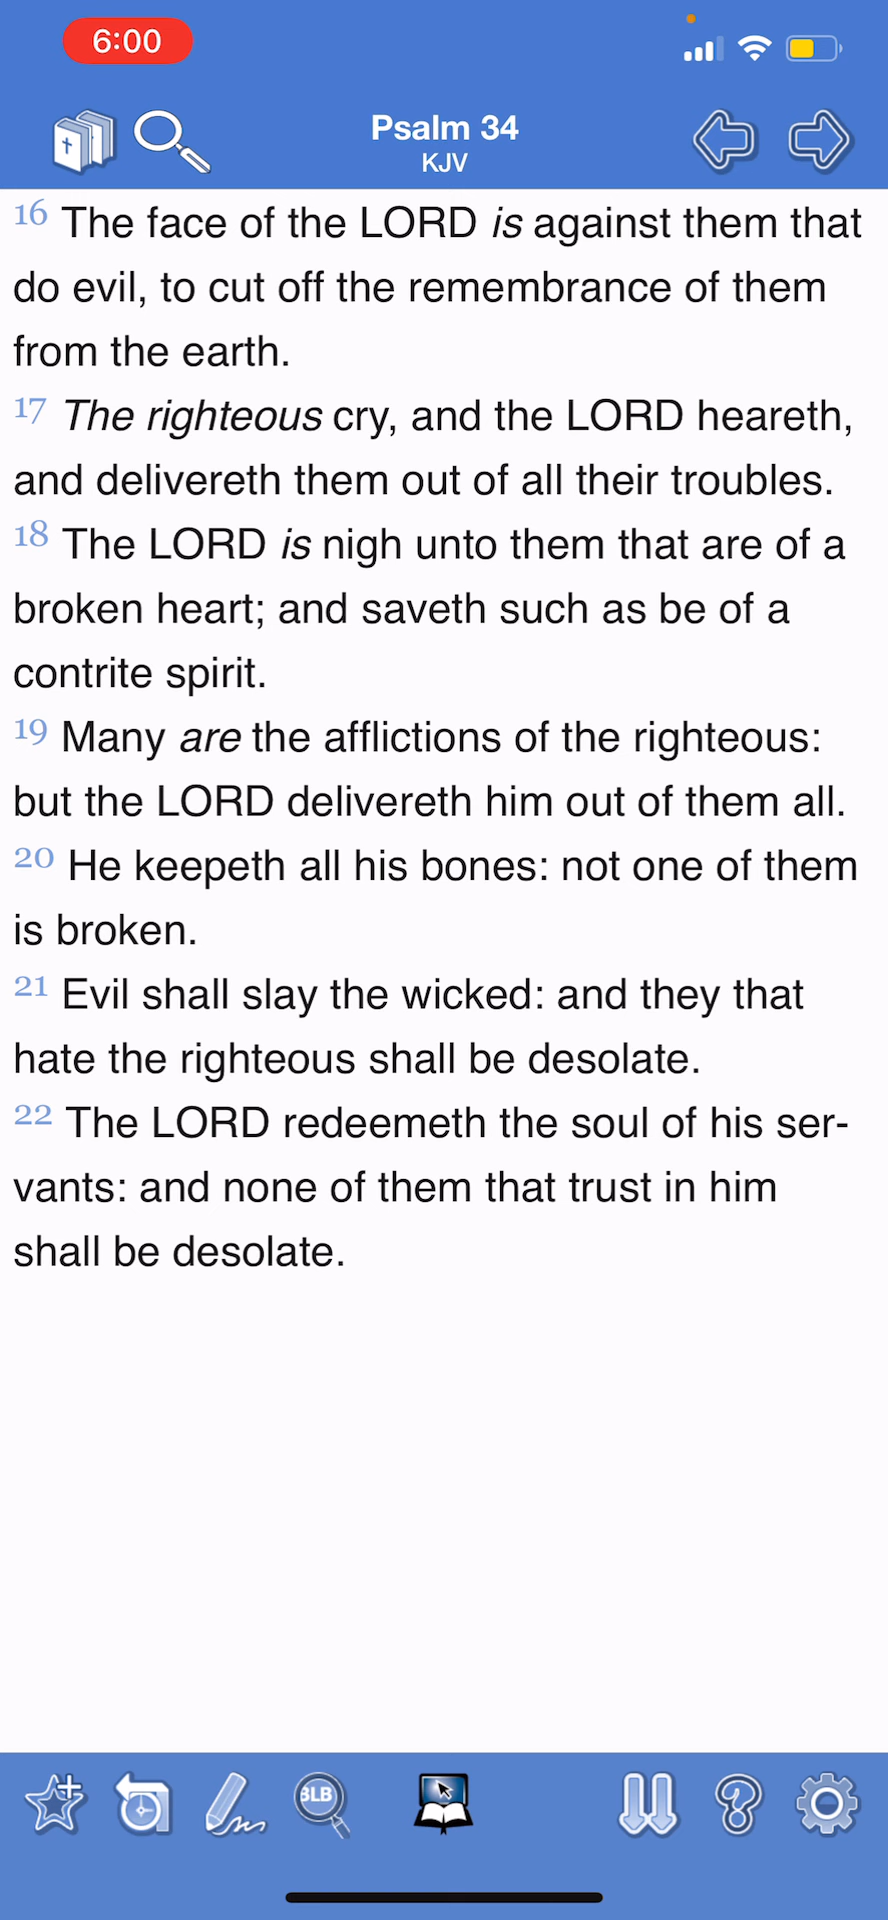 6:00
Psalm 34
KJV
16 The face of the LORD is against them that
do evil, to cut off the remembrance of them
from the earth.
17 The righteous cry, and the LORD heareth,
and delivereth them out of all their troubles.
18 The LORD is nigh unto them that are of a
broken heart; and saveth such as be of a
contrite spirit.
19 Many are the afflictions of the righteous:
but the LORD delivereth him out of them all.
20 He keepeth all his bones: not one of them
is broken.
21 Evil shall slay the wicked: and they that
hate the righteous shall be desolate.
22 The LORD redeemeth the soul of his ser-
vants: and none of them that trust in him
shall be desolate.
BLB